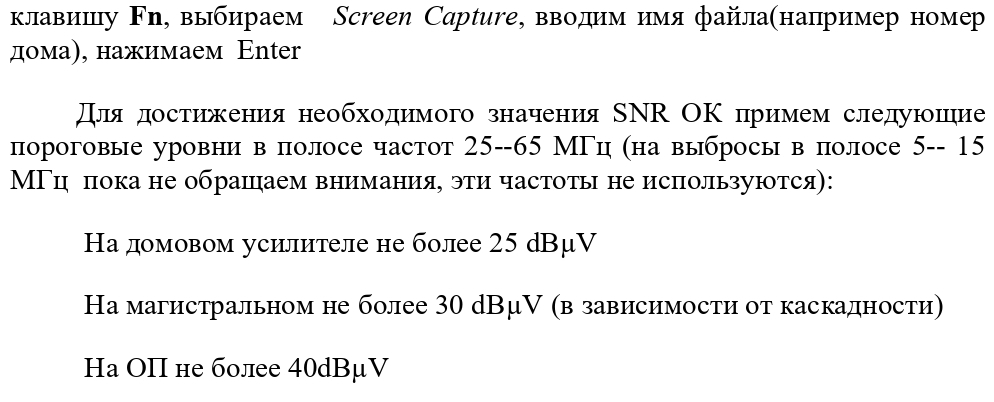 клавишу Fn, выбираем Screen Capture, вводим имя файла(например номер
дома), нажимаем Enter
Для достижения необходимого значения SNR ОК примем следующие
пороговые уровни в полосе частот 25--65 МГц (на выбросы в полосе 5-- 15
МГц пока не обращаем внимания, эти частоты не используются):
На домовом усилителе не более 25 dBµV
На магистральном не более 30 dBµV (в зависимости от каскадности)
На ОП не более 40dBµV